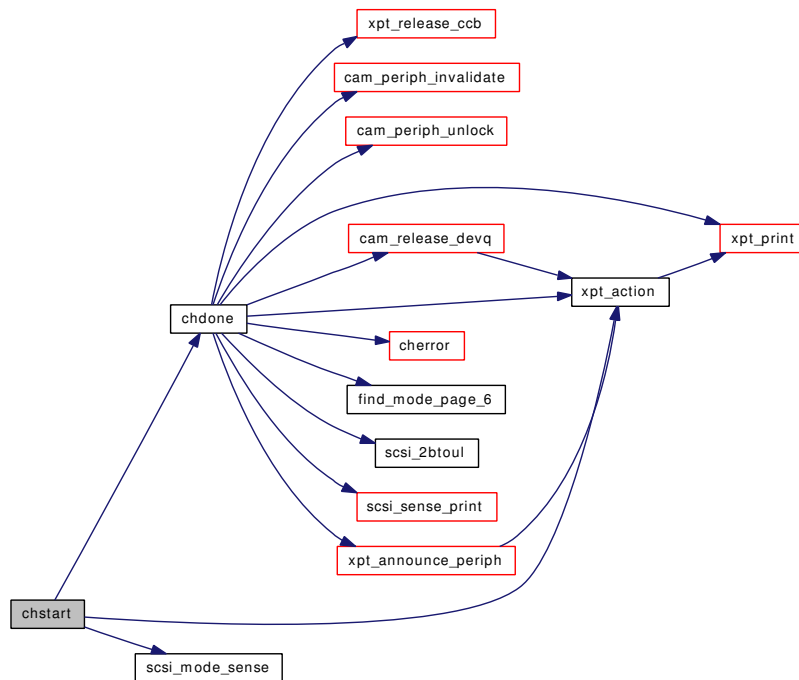 xpt_release_ccb
cam_periph_invalidate
cam_periph_unlock
cam_release_devq
xpt_print
xpt_action
chdone
cherror
find_mode_page_6
scsi_2btoul
scsi_sense_print
xpt_announce_periph
chstart
scsi_mode_sense